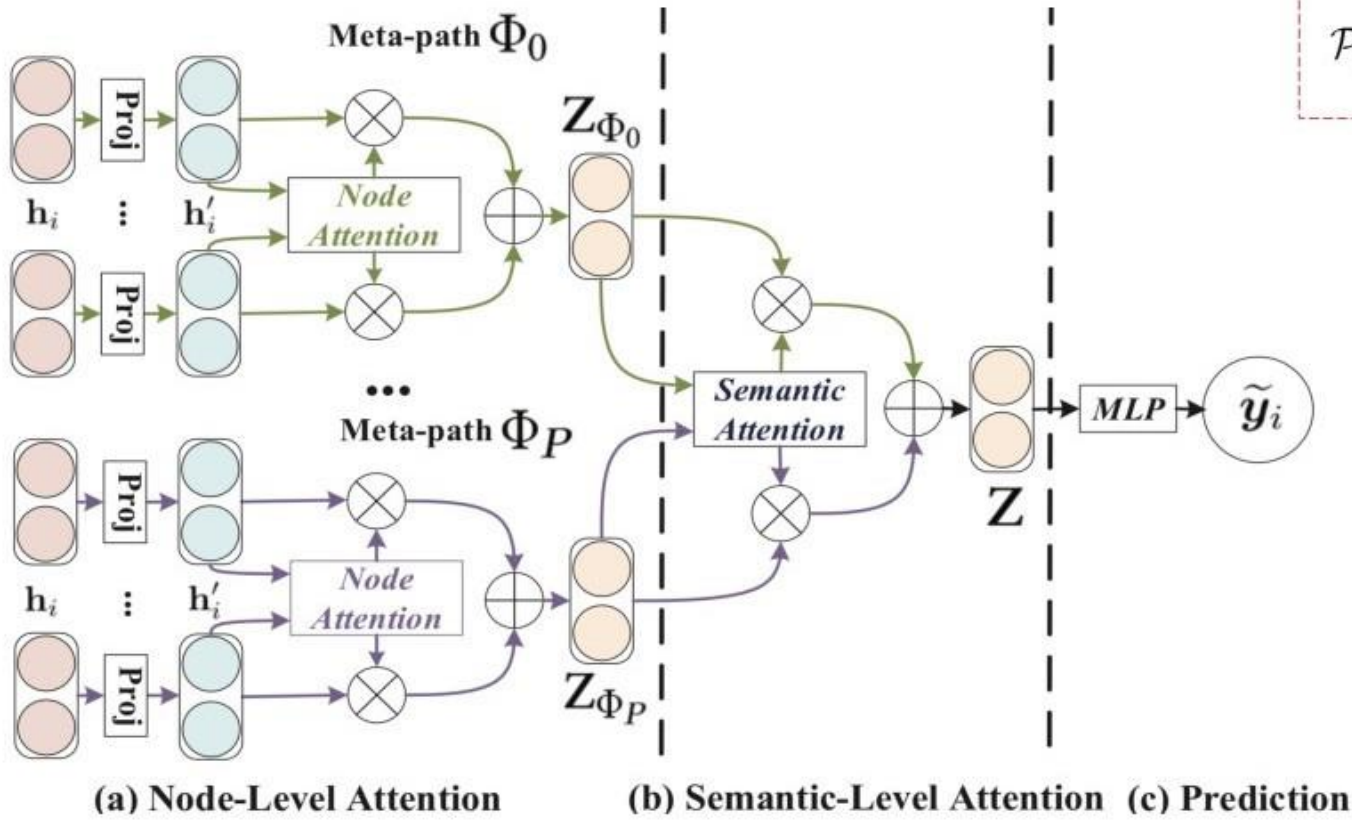 Meta-path Φ₀
𝒫
Proj
h_i
...
h'_i
Node
Attention
Proj
Z_Φ₀
...
Semantic
Attention
MLP
ỹ_i
Z
Meta-path Φ_P
Proj
h_i
...
h'_i
Node
Attention
Proj
Z_Φ_P
(a) Node-Level Attention
(b) Semantic-Level Attention
(c) Prediction